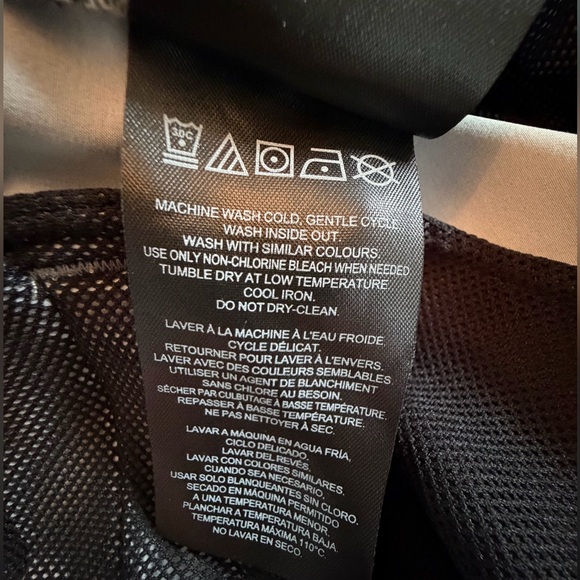 30C
MACHINE WASH COLD, GENTLE CYCLE.
WASH INSIDE OUT.
WASH WITH SIMILAR COLOURS
USE ONLY NON-CHLORINE BLEACH WHEN NEEDED
TUMBLE DRY AT LOW TEMPERATURE
COOL IRON.
DO NOT DRY-CLEAN.
LAVER À LA MACHINE À L'EAU FROIDE
CYCLE DÉLICAT.
RETOURNER POUR LAVER À L'ENVERS.
LAVER AVEC DES COULEURS SEMBLABLES.
UTILISER UN AGENT DE BLANCHIMENT
SANS CHLORE AU BESOIN.
SÉCHER PAR CULBUTAGE À BASSE TEMPÉRATURE.
REPASSER À BASSE TEMPÉRATURE.
NE PAS NETTOYER À SEC.
LAVAR A MÁQUINA EN AGUA FRÍA,
CICLO DELICADO.
LAVAR DEL REVÉS.
LAVAR CON COLORES SIMILARES.
CUANDO SEA NECESARIO,
USAR SOLO BLANQUEANTES SIN CLORO.
SECADO EN MÁQUINA PERMITIDO
A UNA TEMPERATURA MENOR.
PLANCHAR A TEMPERATURA BAJA.
TEMPERATURA MÁXIMA 110°C.
NO LAVAR EN SECO.